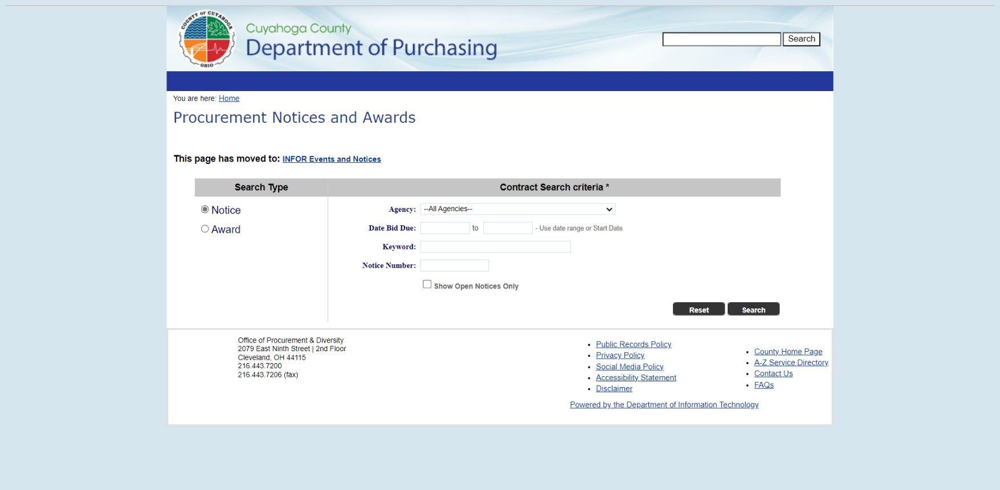 COUNTY OF CUYAHOGA
OHIO
Cuyahoga County
Department of Purchasing
Search
You are here: Home
Procurement Notices and Awards
This page has moved to: INFOR Events and Notices
Search Type
Contract Search criteria *
Notice
Award
Agency: --All Agencies--
Date Bid Due: to - Use date range or Start Date
Keyword:
Notice Number:
Show Open Notices Only
Reset
Search
Office of Procurement & Diversity
2079 East Ninth Street | 2nd Floor
Cleveland, OH 44115
216.443.7200
216.443.7206 (fax)
Public Records Policy
Privacy Policy
Social Media Policy
Accessibility Statement
Disclaimer
County Home Page
A-Z Service Directory
Contact Us
FAQs
Powered by the Department of Information Technology